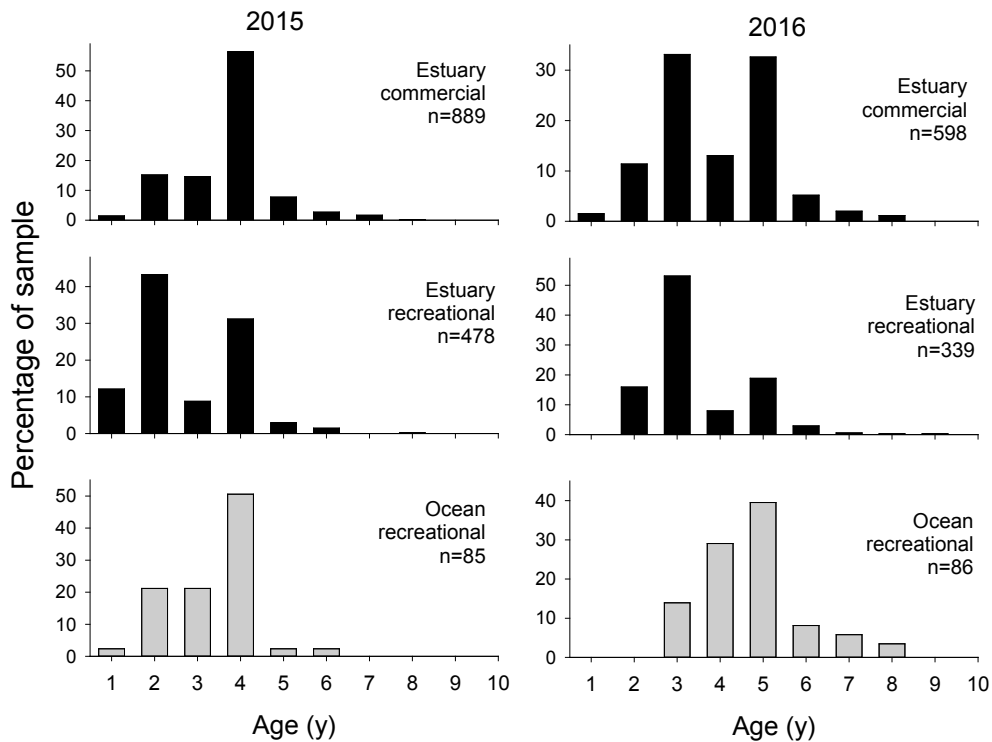 2015
2016
Percentage of sample
50
40
30
20
10
0
Estuary
commercial
n=889
30
20
10
0
Estuary
commercial
n=598
40
30
20
10
0
Estuary
recreational
n=478
50
40
30
20
10
0
Estuary
recreational
n=339
50
40
30
20
10
0
Ocean
recreational
n=85
40
30
20
10
0
Ocean
recreational
n=86
1 2 3 4 5 6 7 8 9 10
1 2 3 4 5 6 7 8 9 10
Age (y)
Age (y)